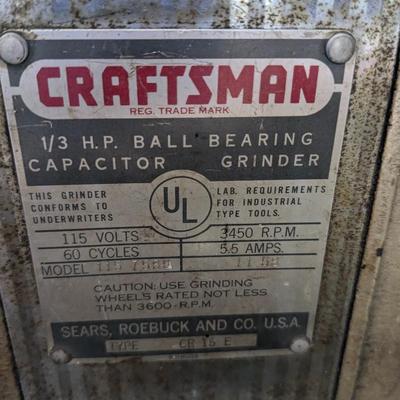 CRAFTSMAN
REG. TRADE MARK
1/3 H.P. BALL BEARING
CAPACITOR GRINDER
THIS GRINDER
CONFORMS TO
UNDERWRITERS
UL
LAB. REQUIREMENTS
FOR INDUSTRIAL
TYPE TOOLS.
115 VOLTS 3450 R.P.M.
60 CYCLES 5.5 AMPS.
MODEL
CAUTION: USE GRINDING
WHEELS RATED NOT LESS
THAN 3600-R.P.M.
SEARS, ROEBUCK AND CO. U.S.A.
TYPE GR 15 E